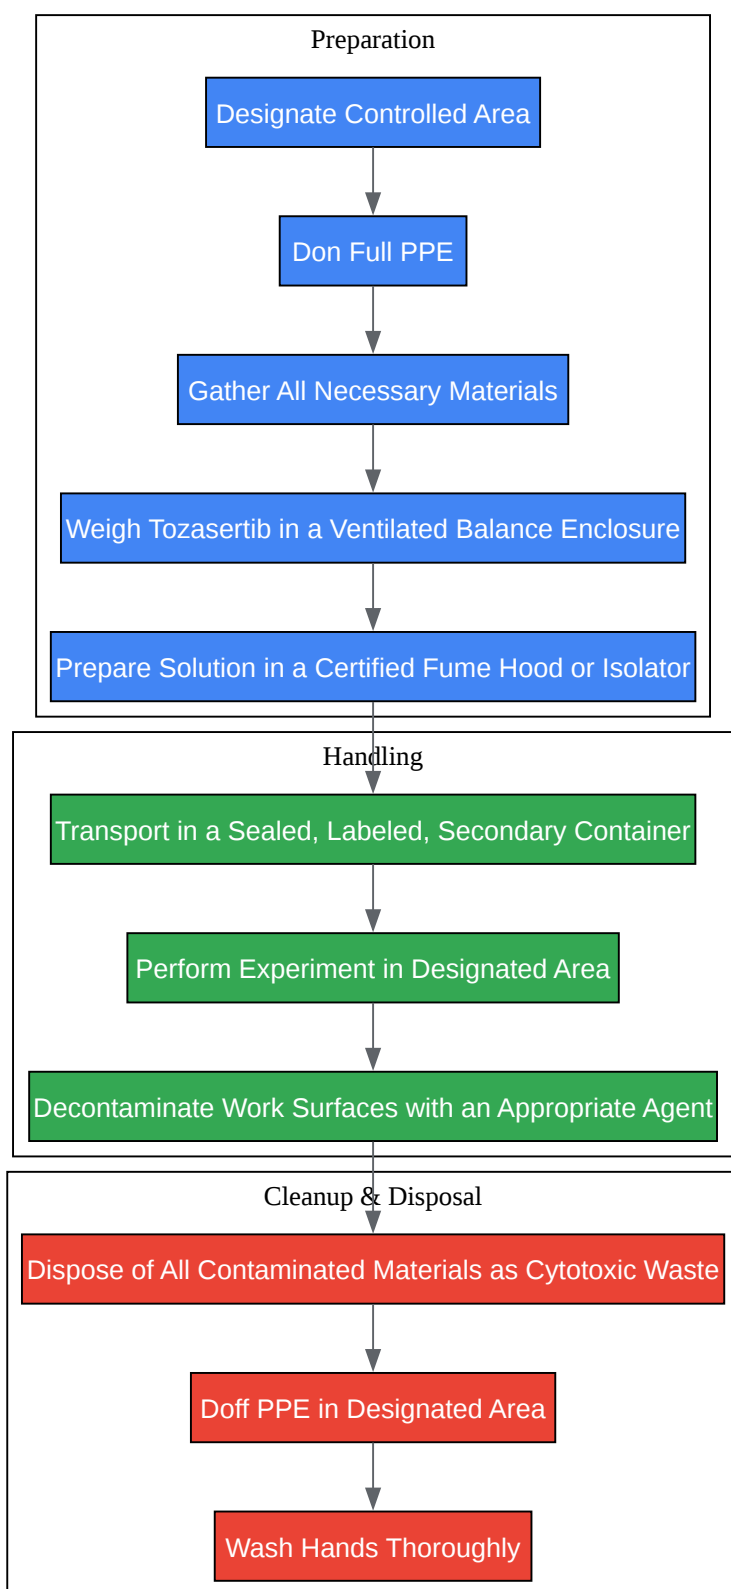 Preparation
Designate Controlled Area
Don Full PPE
Gather All Necessary Materials
Weigh Tozasertib in a Ventilated Balance Enclosure
Prepare Solution in a Certified Fume Hood or Isolator
Handling
Transport in a Sealed, Labeled, Secondary Container
Perform Experiment in Designated Area
Decontaminate Work Surfaces with an Appropriate Agent
Cleanup & Disposal
Dispose of All Contaminated Materials as Cytotoxic Waste
Doff PPE in Designated Area
Wash Hands Thoroughly